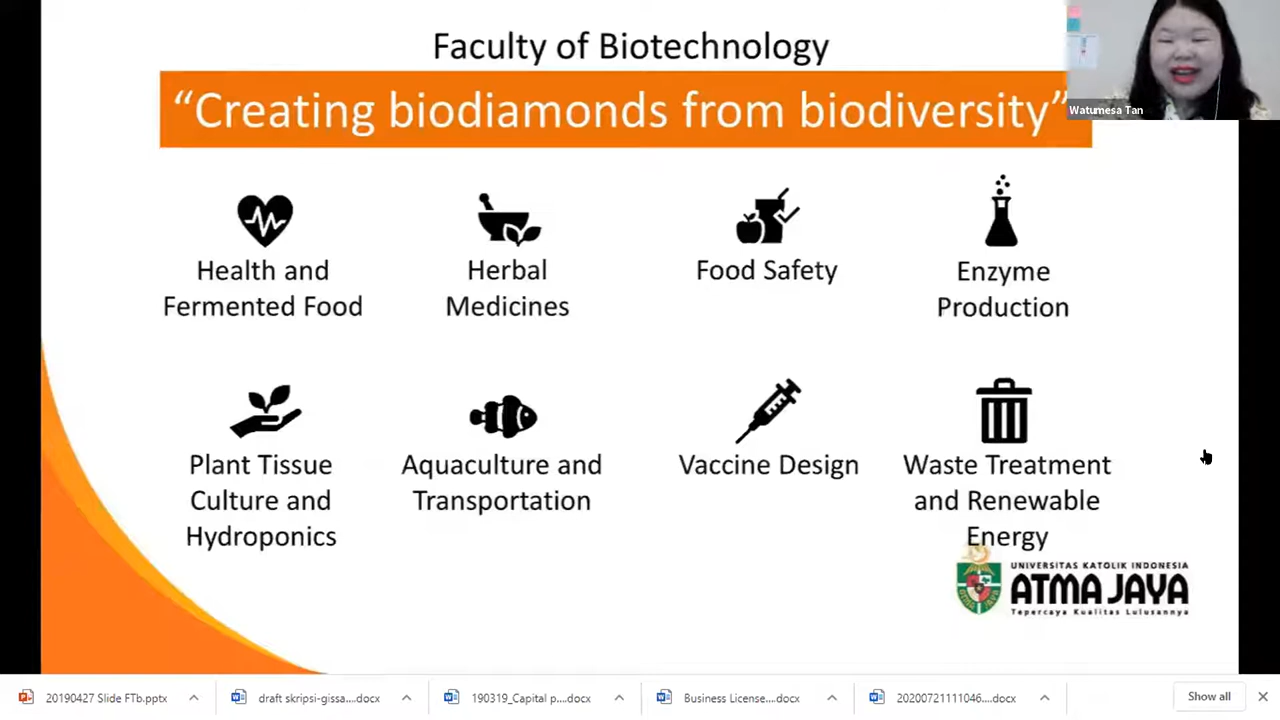 Faculty of Biotechnology
“Creating biodiamonds from biodiversity”
Watumesa Tan
Health and
Fermented Food
Herbal
Medicines
Food Safety
Enzyme
Production
Plant Tissue
Culture and
Hydroponics
Aquaculture and
Transportation
Vaccine Design
Waste Treatment
and Renewable
Energy
UNIVERSITAS KATOLIK INDONESIA
ATMA JAYA
Tepercaya Kualitas Lulusannya
20190427 Slide FTb.pptx
draft skripsi-gissa....docx
190319_Capital p....docx
Business License....docx
20200721111046....docx
Show all